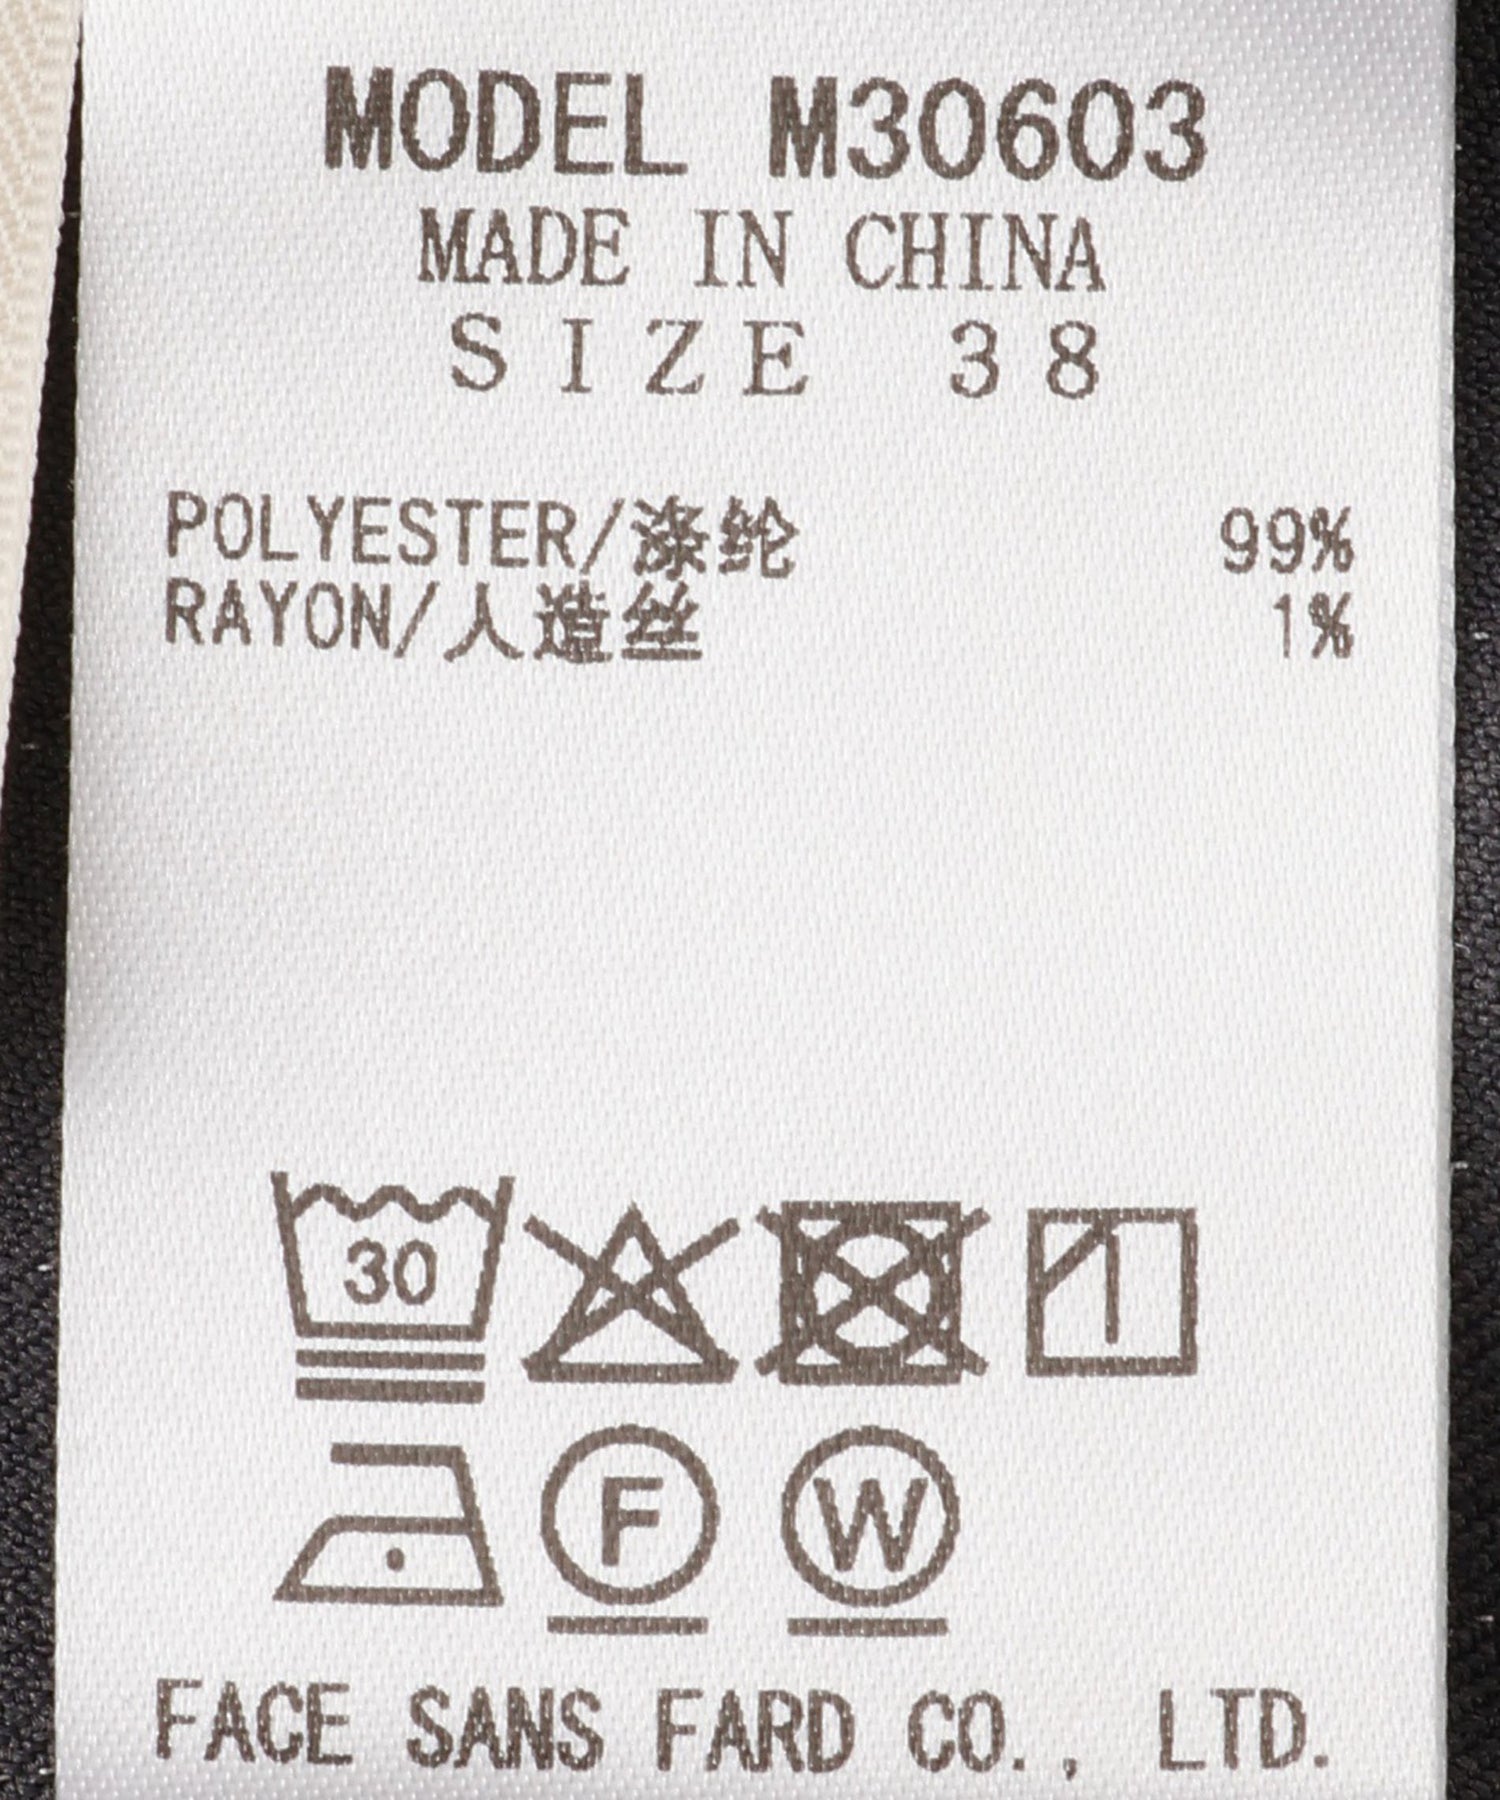 MODEL M30603
MADE IN CHINA
SIZE 38
POLYESTER/涤纶 99%
RAYON/人造丝 1%
30
F W
FACE SANS FARD CO., LTD.